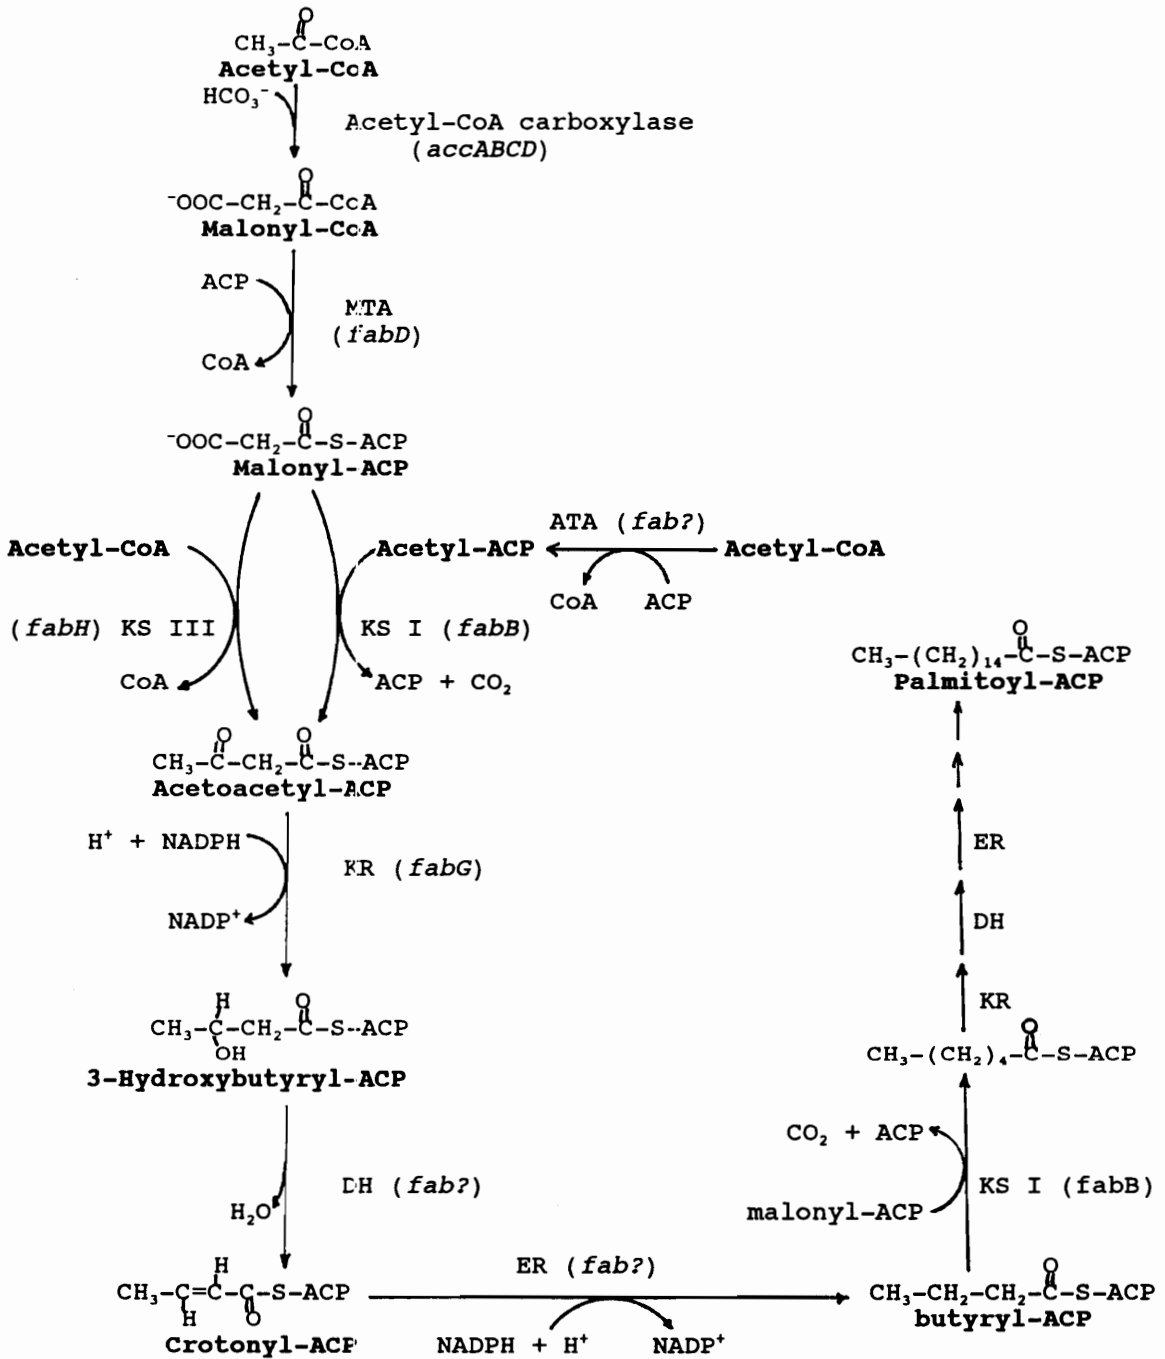 O
CH₃-C-CoA
Acetyl-CoA
HCO₃⁻
Acetyl-CoA carboxylase
(accABCD)
O
⁻OOC-CH₂-C-CoA
Malonyl-CoA
ACP
MTA
(fabD)
CoA
O
⁻OOC-CH₂-C-S-ACP
Malonyl-ACP
ATA (fab?)
Acetyl-CoA
Acetyl-ACP
Acetyl-CoA
CoA
ACP
(fabH) KS III
KS I (fabB)
CoA
ACP + CO₂
O
O
CH₃-C-CH₂-C-S-ACP
Acetoacetyl-ACP
H⁺ + NADPH
KR (fabG)
NADP⁺
H
O
CH₃-C-CH₂-C-S-ACP
OH
3-Hydroxybutyryl-ACP
DH (fab?)
H₂O
H
CH₃-C=C-C-S-ACP
H
O
Crotonyl-ACP
ER (fab?)
NADPH + H⁺
NADP⁺
O
CH₃-CH₂-CH₂-C-S-ACP
butyryl-ACP
malonyl-ACP
KS I (fabB)
CO₂ + ACP
O
CH₃-(CH₂)₄-C-S-ACP
KR
DH
ER
O
CH₃-(CH₂)₁₄-C-S-ACP
Palmitoyl-ACP